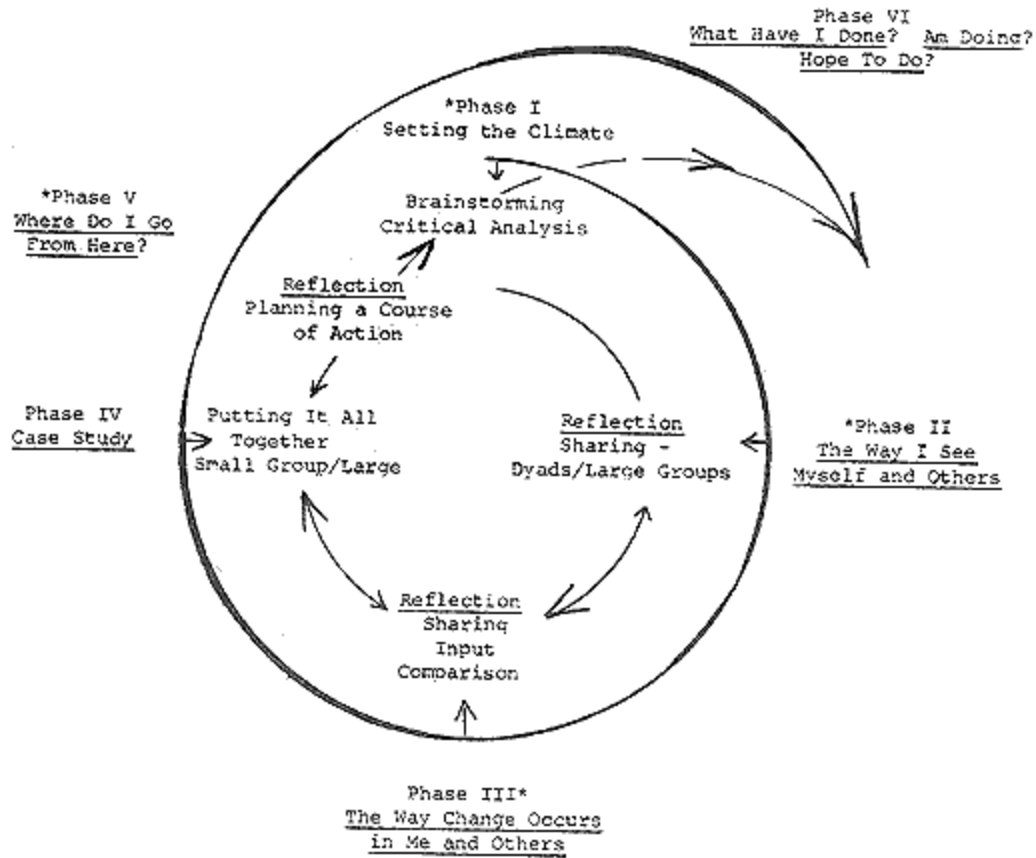 Phase VI
What Have I Done? Am Doing?
Hope To Do?
*Phase I
Setting the Climate
*Phase V
Where Do I Go
From Here?
Brainstorming
Critical Analysis
Reflection
Planning a Course
of Action
Phase IV
Case Study
Putting It All
Together
Small Group/Large
Reflection
Sharing -
Dyads/Large Groups
*Phase II
The Way I See
Myself and Others
Reflection
Sharing
Input
Comparison
Phase III*
The Way Change Occurs
in Me and Others